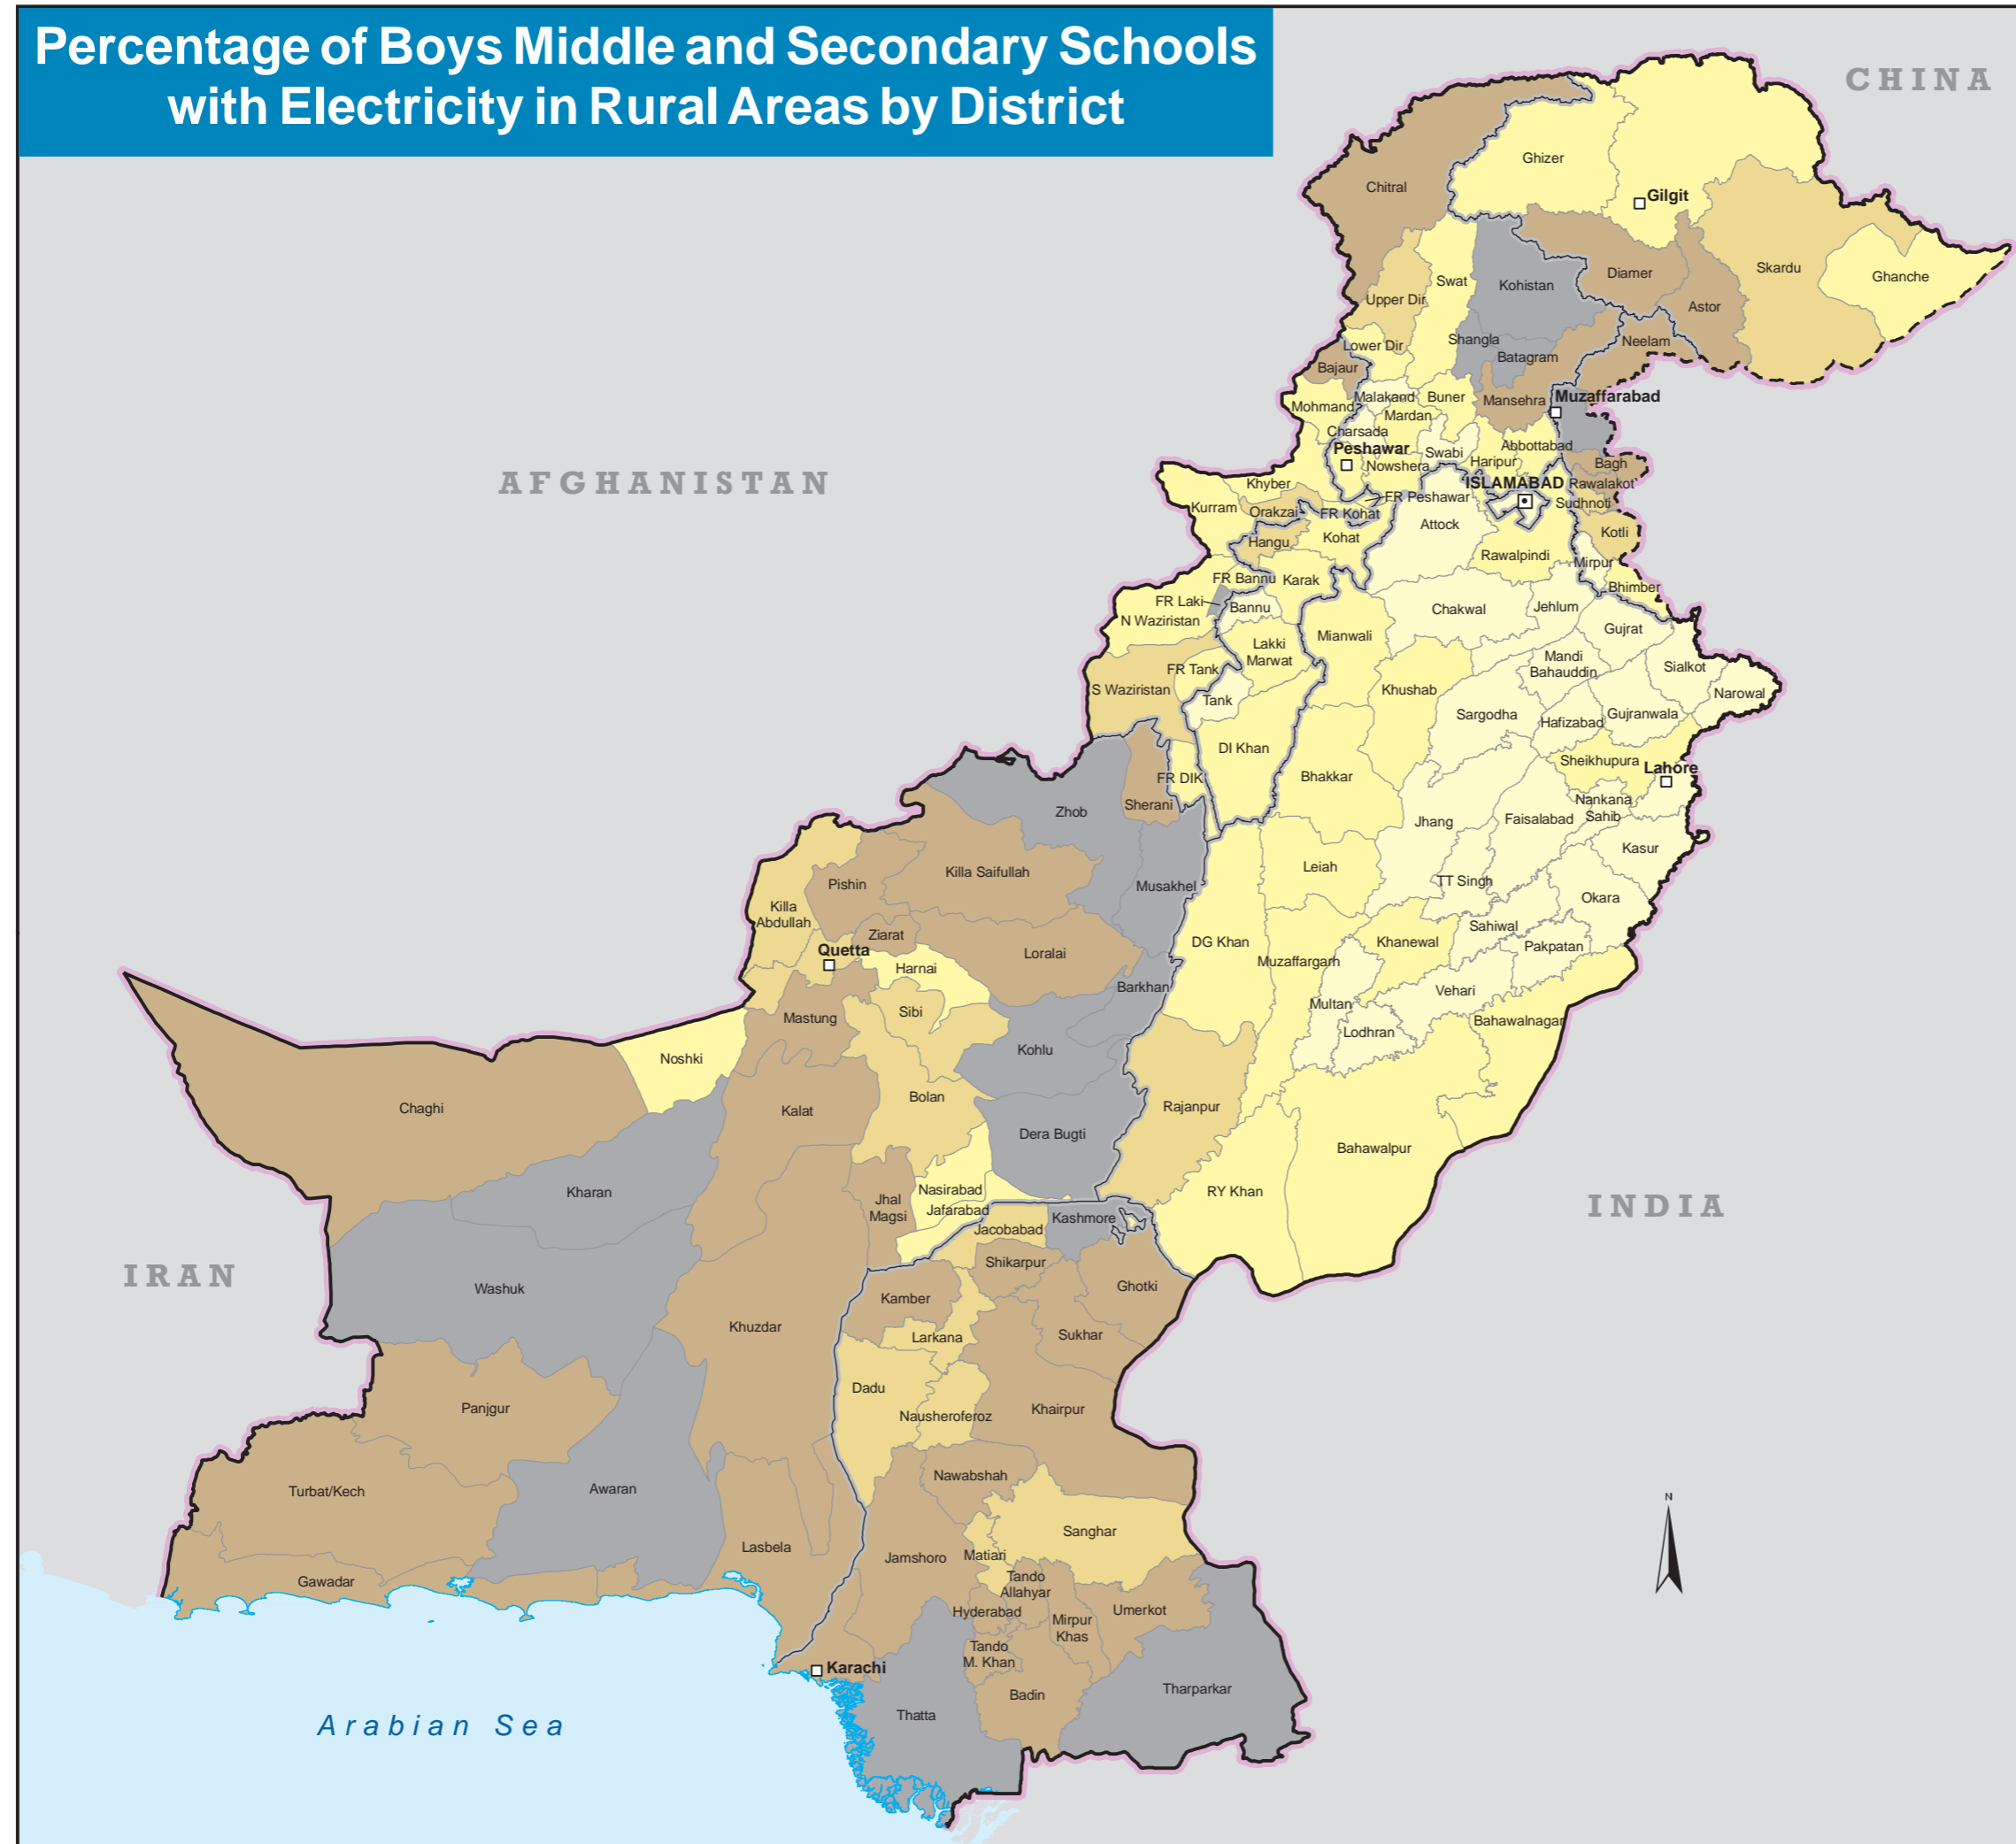 Percentage of Boys Middle and Secondary Schools
with Electricity in Rural Areas by District
CHINA
Ghizer
Chitral
Gilgit
Diamer
Skardu
Ghanche
Swat
Kohistan
Upper Dir
Astor
Shangla
Neelam
Lower Dir
Batagram
Bajaur
Malakand
Buner
Mansehra
Muzaffarabad
Mohmand
Mardan
Charsada
Abbottabad
Peshawar
Swabi
Nowshera
Haripur
Bagh
AFGHANISTAN
Khyber
ISLAMABAD
Rawalakot
FR Peshawar
Kurram
Orakzai
FR Kohat
Sudhnoti
Attock
Kotli
Hangu
Kohat
Rawalpindi
Mirpur
FR Bannu
Karak
Bhimber
FR Laki
Bannu
Chakwal
Jehlum
N Waziristan
Gujrat
Mianwali
Lakki
Marwat
Mandi
Bahauddin
Sialkot
FR Tank
S Waziristan
Khushab
Narowal
Tank
Sargodha
Hafizabad
Gujranwala
DI Khan
Sheikhupura
Lahore
FR DIK
Bhakkar
Sherani
Nankana
Sahib
Zhob
Jhang
Faisalabad
Kasur
Leiah
Killa Saifullah
TT Singh
Pishin
Musakhel
Okara
Killa
Abdullah
Ziarat
Sahiwal
DG Khan
Khanewal
Pakpatan
Quetta
Loralai
Muzaffargarh
Harnai
Barkhan
Vehari
Multan
Sibi
Mastung
Bahawalnagar
Lodhran
Kohlu
Noshki
Bolan
Rajanpur
Chaghi
Kalat
Dera Bugti
Bahawalpur
Kharan
Nasirabad
RY Khan
Jhal
Magsi
Jafarabad
INDIA
Kashmore
Jacobabad
Shikarpur
IRAN
Ghotki
Washuk
Kamber
Khuzdar
Sukhar
Larkana
Dadu
Panjgur
Khairpur
Nausheroferoz
Nawabshah
Turbat/Kech
Awaran
N
Sanghar
Lasbela
Matiari
Jamshoro
Gawadar
Tando
Allahyar
Hyderabad
Umerkot
Mirpur
Khas
Tando
M. Khan
Karachi
Tharparkar
Badin
Thatta
Arabian Sea